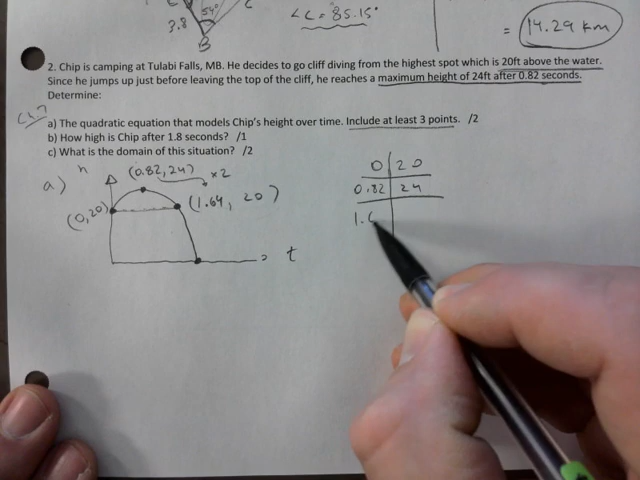 3.8
54°
B
C
∠C = 85.15°
= 14.29 km
2. Chip is camping at Tulabi Falls, MB. He decides to go cliff diving from the highest spot which is 20ft above the water.
Since he jumps up just before leaving the top of the cliff, he reaches a maximum height of 24ft after 0.82 seconds.
Determine:
Ch.7
a) The quadratic equation that models Chip's height over time. Include at least 3 points. /2
b) How high is Chip after 1.8 seconds? /1
c) What is the domain of this situation? /2
a)
h
(0.82, 24) x2
(0,20)
(1.64, 20)
t
0 20
0.82 24
1.6